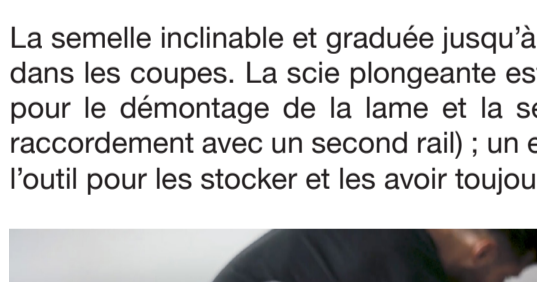 La semelle inclinable et graduée jusqu’à
dans les coupes. La scie plongeante es
pour le démontage de la lame et la se
raccordement avec un second rail) ; un e
l’outil pour les stocker et les avoir toujou